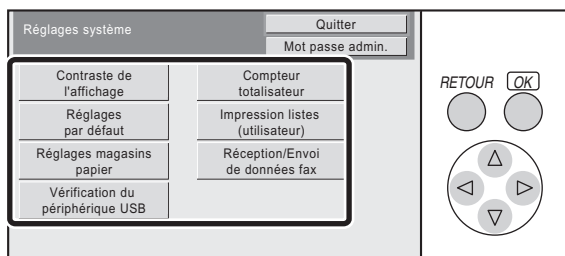 Réglages système
Quitter
Mot passe admin.
Contraste de
l'affichage
Compteur
totalisateur
Réglages
par défaut
Impression listes
(utilisateur)
Réglages magasins
papier
Réception/Envoi
de données fax
Vérification du
périphérique USB
RETOUR
OK